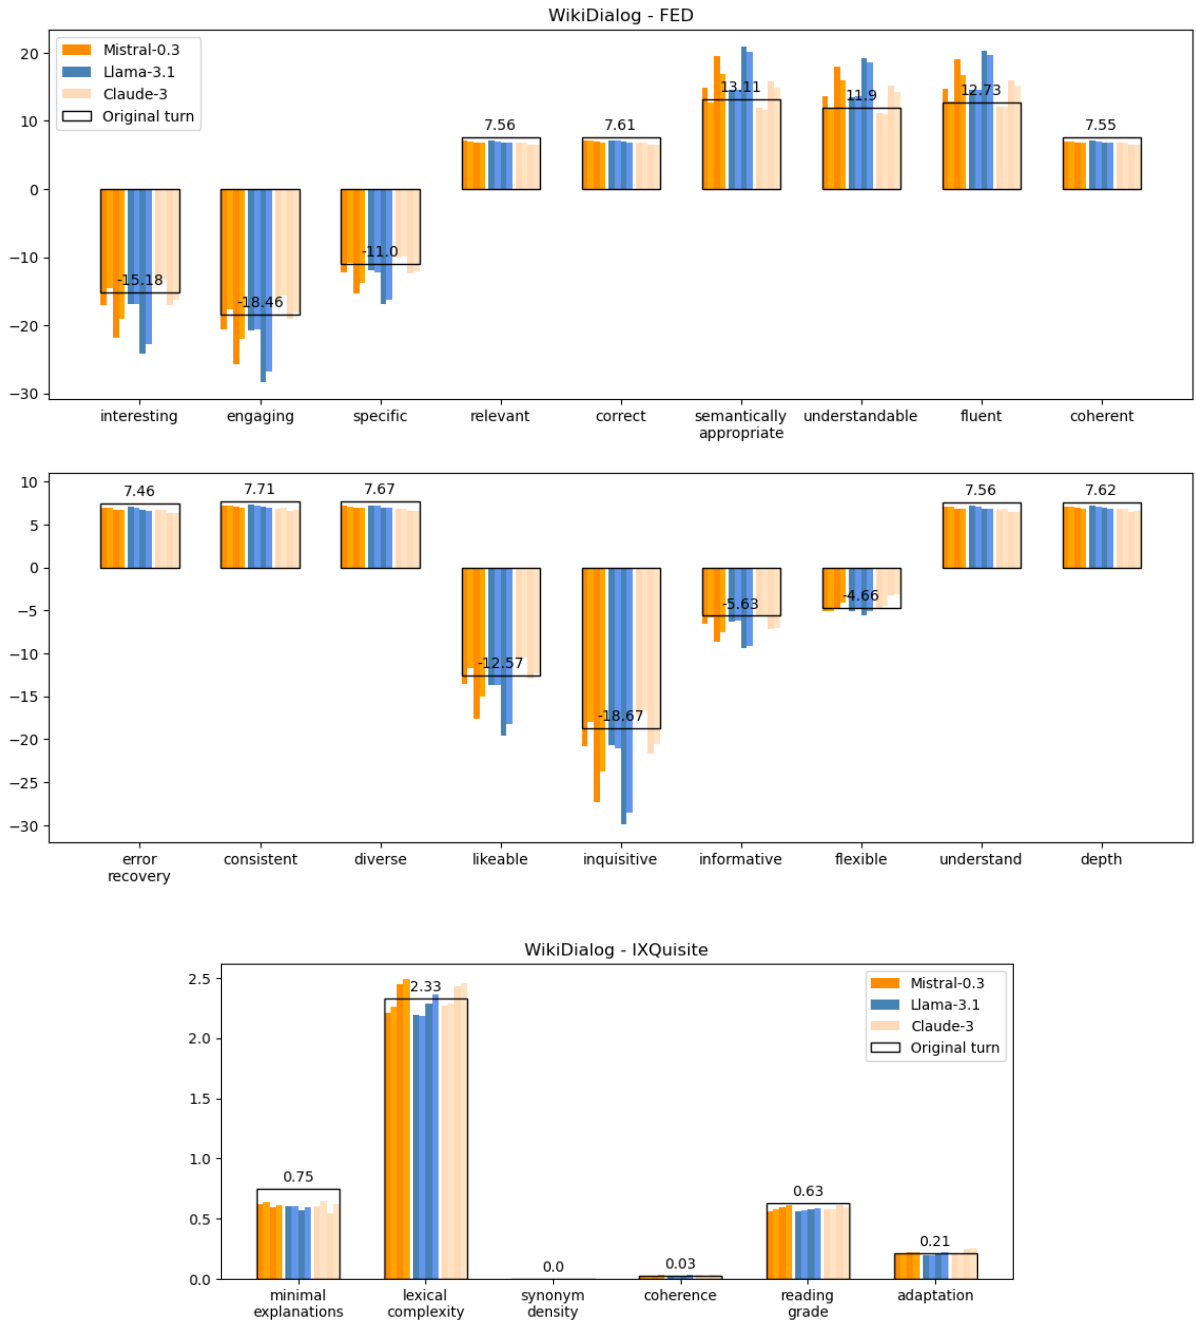 WikiDialog - FED
Mistral-0.3
Llama-3.1
Claude-3
Original turn
20
10
0
−10
−20
−30
-15.18
-18.46
-11.0
7.56
7.61
13.11
11.9
12.73
7.55
interesting
engaging
specific
relevant
correct
semantically
appropriate
understandable
fluent
coherent
10
5
0
−5
−10
−15
−20
−25
−30
7.46
7.71
7.67
-12.57
-18.67
-5.63
-4.66
7.56
7.62
error
recovery
consistent
diverse
likeable
inquisitive
informative
flexible
understand
depth
WikiDialog - IXQuisite
Mistral-0.3
Llama-3.1
Claude-3
Original turn
2.5
2.0
1.5
1.0
0.5
0.0
0.75
2.33
0.0
0.03
0.63
0.21
minimal
explanations
lexical
complexity
synonym
density
coherence
reading
grade
adaptation